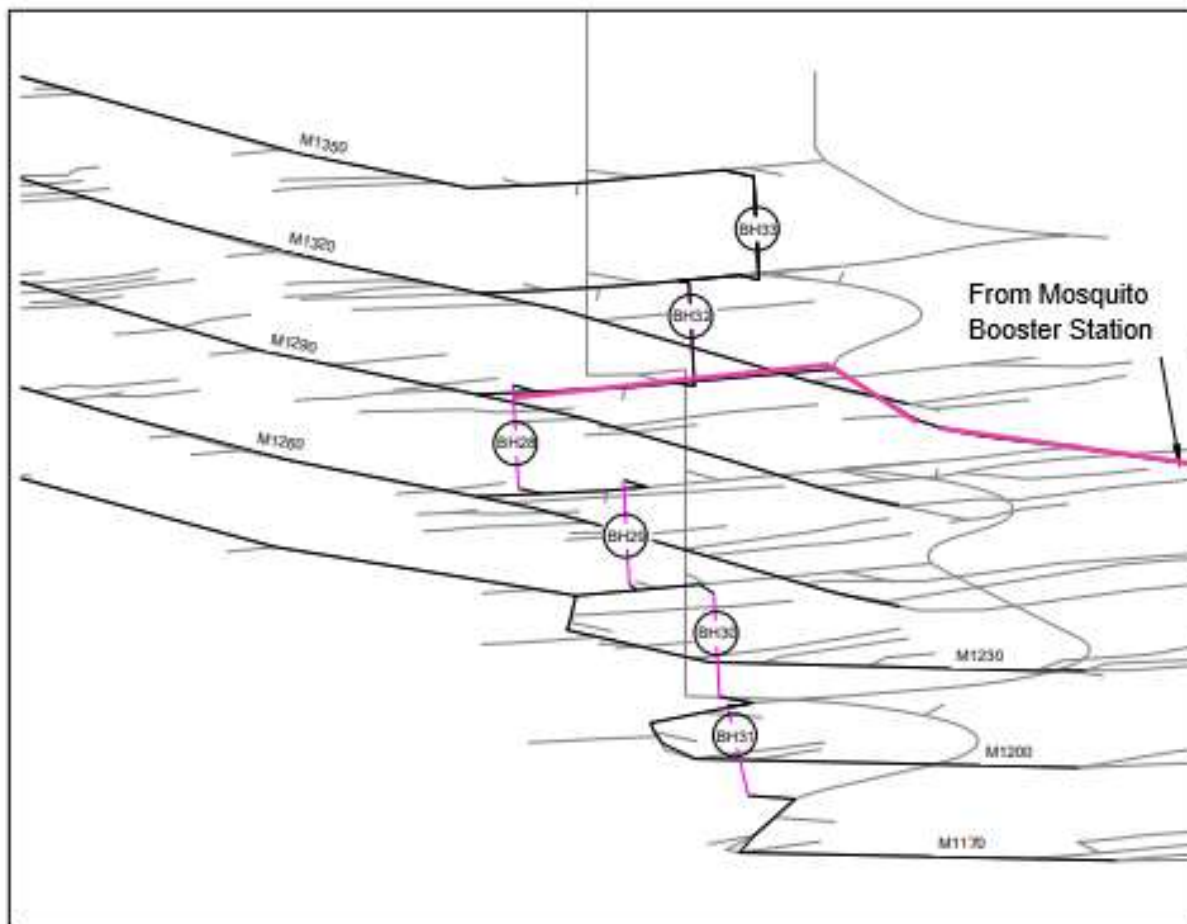 M1350
BH33
M1320
From Mosquito
Booster Station
BH32
M1290
BH28
M1260
BH29
BH30
M1230
BH31
M1200
M1170